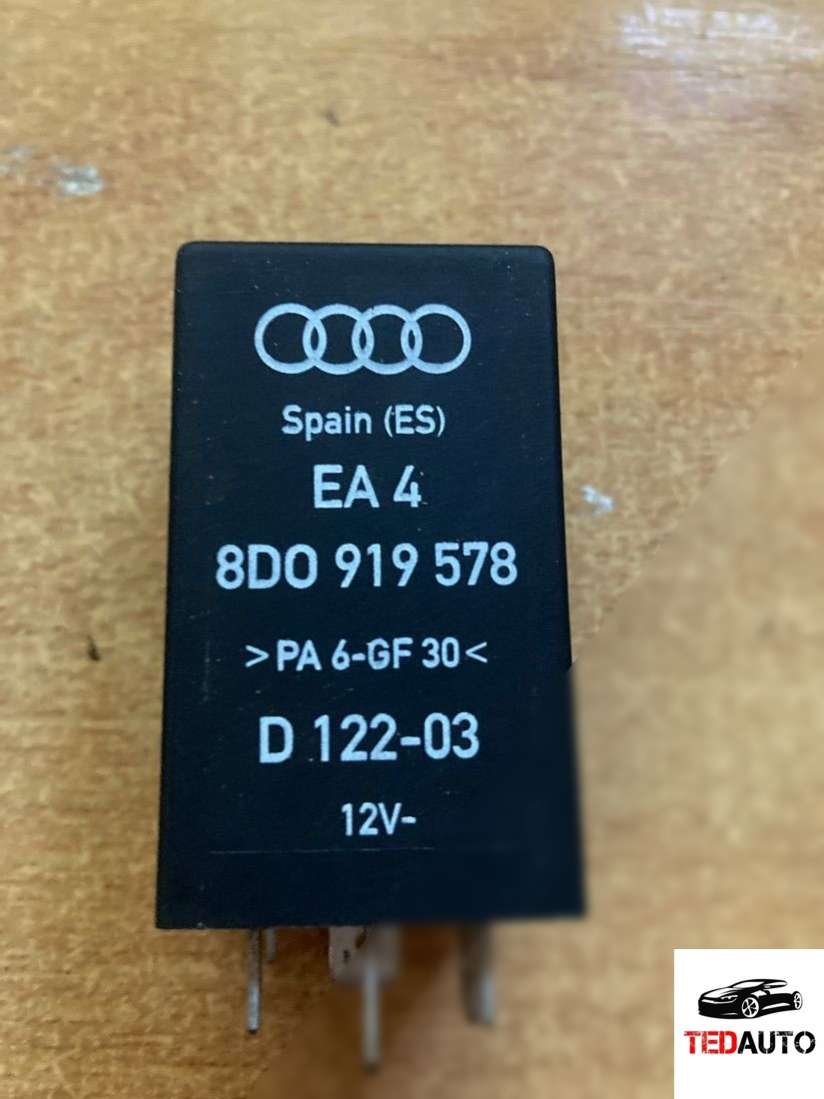 Spain (ES)
EA 4
8D0 919 578
>PA 6-GF 30<
D 122-03
12V-
TEDAUTO